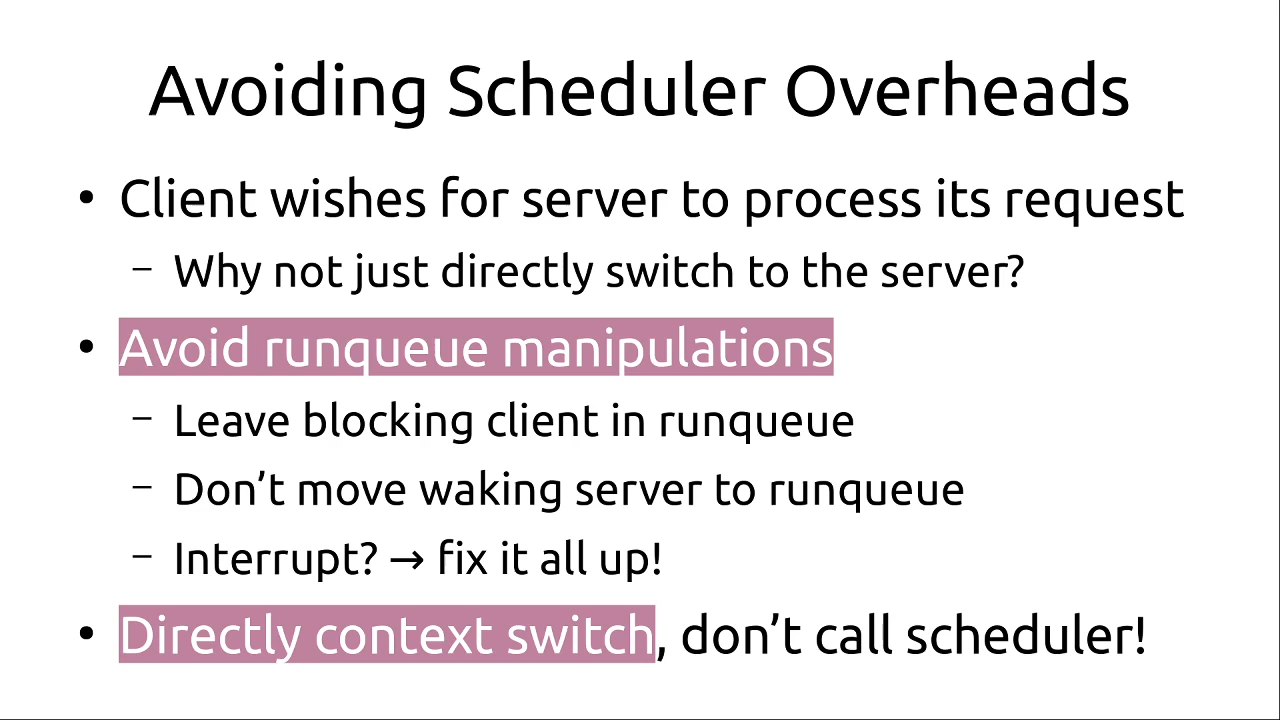 Avoiding Scheduler Overheads
• Client wishes for server to process its request
– Why not just directly switch to the server?
• Avoid runqueue manipulations
– Leave blocking client in runqueue
– Don’t move waking server to runqueue
– Interrupt? → fix it all up!
• Directly context switch, don’t call scheduler!